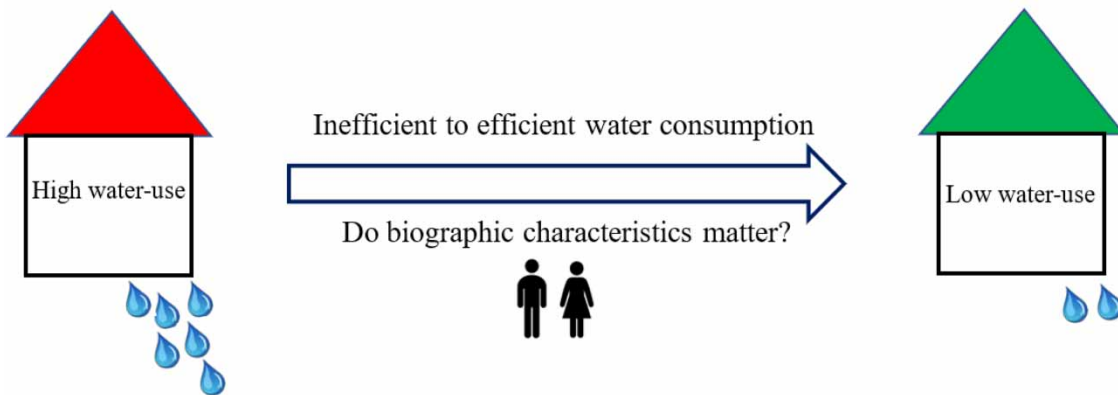 Inefficient to efficient water consumption
High water-use
Low water-use
Do biographic characteristics matter?